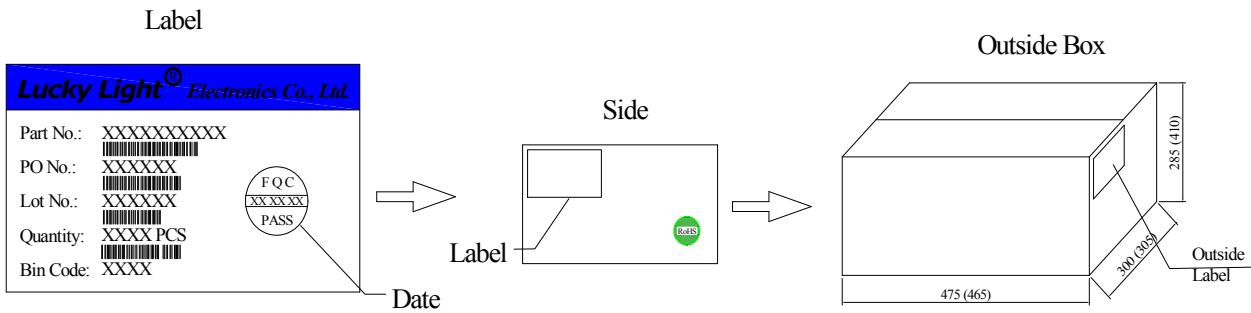 Label
Lucky Light® Electronics Co., Ltd.
Part No.: XXXXXXXXXX
PO No.: XXXXXX
Lot No.: XXXXXX
Quantity: XXXX PCS
Bin Code: XXXX
F Q C
XX XX XX
PASS
Date
Side
Label
RoHS
Outside Box
285 (410)
300 (305)
475 (465)
Outside
Label